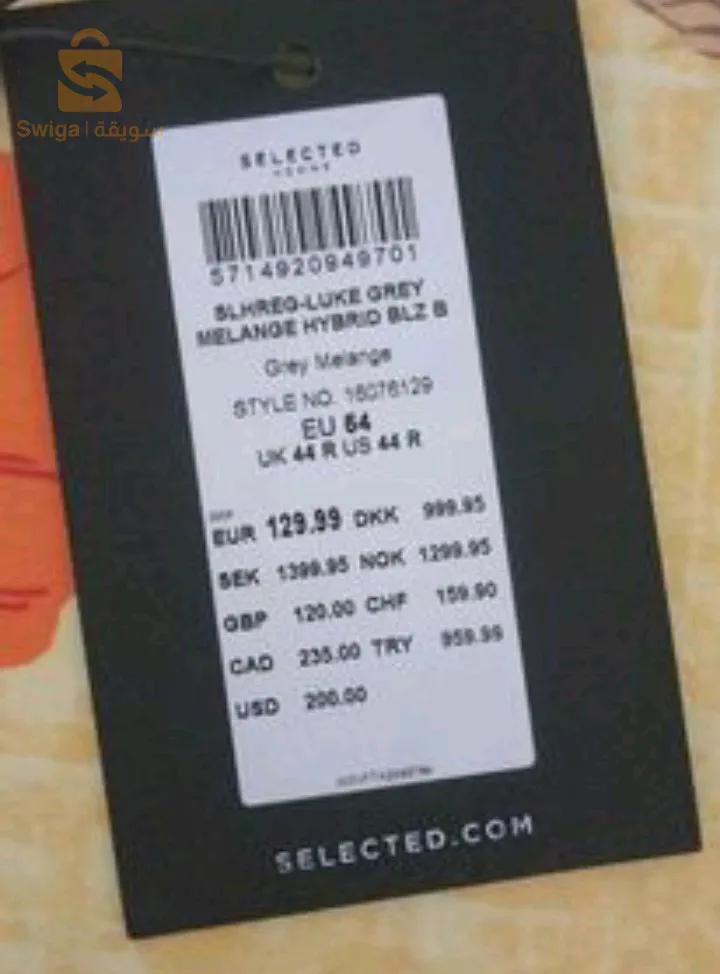 Swiga | سويقة
SELECTED
HOMME
5714920949701
SLHREG-LUKE GREY
MELANGE HYBRID BLZ B
Grey Melange
STYLE NO. 16076129
EU 54
UK 44 R US 44 R
RRP
EUR 129.99 DKK 999.95
SEK 1399.95 NOK 1299.95
GBP 120.00 CHF 159.90
CAD 235.00 TRY 959.99
USD 200.00
SELECTED.COM